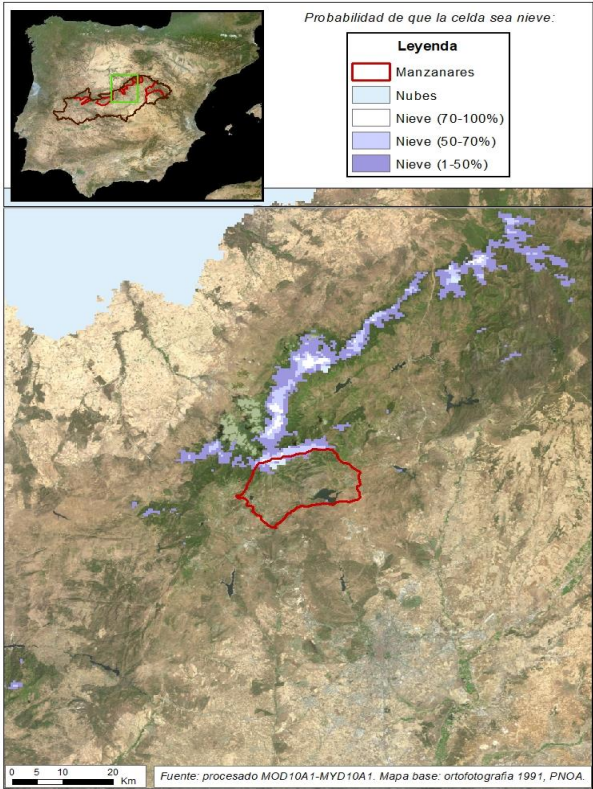 Probabilidad de que la celda sea nieve:
Leyenda
Manzanares
Nubes
Nieve (70-100%)
Nieve (50-70%)
Nieve (1-50%)
0 5 10 20
Km
Fuente: procesado MOD10A1-MYD10A1. Mapa base: ortofotografia 1991, PNOA.